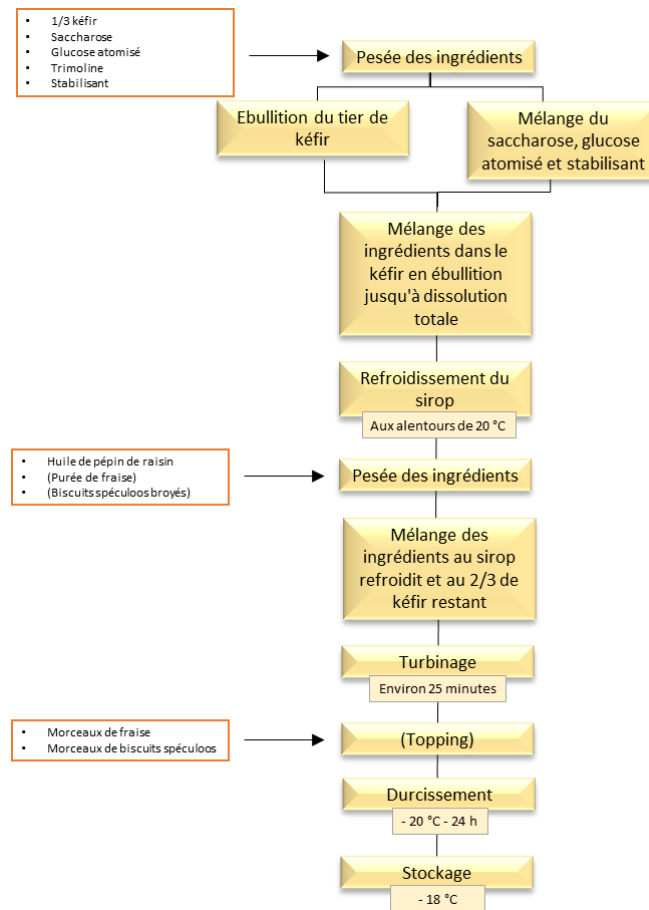 • 1/3 kéfir
• Saccharose
• Glucose atomisé
• Trimoline
• Stabilisant
Pesée des ingrédients
Ebullition du tier de
kéfir
Mélange du
saccharose, glucose
atomisé et stabilisant
Mélange des
ingrédients dans le
kéfir en ébullition
jusqu'à dissolution
totale
Refroidissement du
sirop
Aux alentours de 20 °C
• Huile de pépin de raisin
• (Purée de fraise)
• (Biscuits spéculoos broyés)
Pesée des ingrédients
Mélange des
ingrédients au sirop
refroidit et au 2/3 de
kéfir restant
Turbinage
Environ 25 minutes
• Morceaux de fraise
• Morceaux de biscuits spéculoos
(Topping)
Durcissement
- 20 °C - 24 h
Stockage
- 18 °C